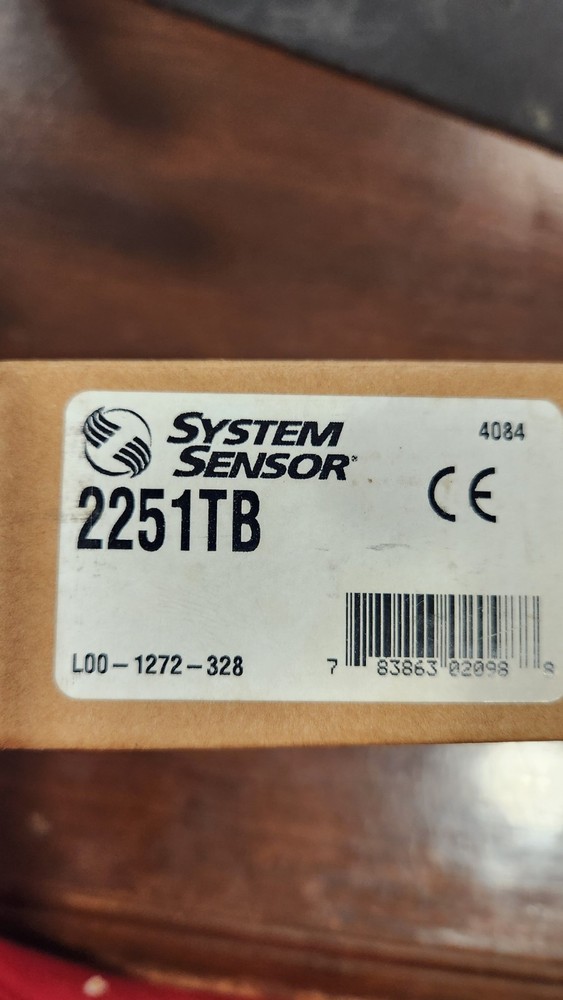 SYSTEM
SENSOR
4084
2251TB
CE
L00-1272-328
7 83863 02098 8